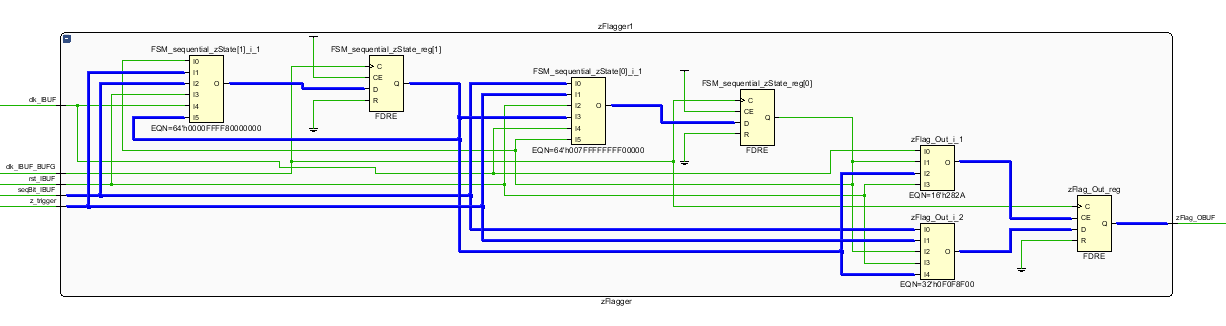 zFlagger1
FSM_sequential_zState[1]_i_1
I0
I1
I2
I3
I4
I5
O
EQN=64'h0000FFFF80000000
FSM_sequential_zState_reg[1]
C
CE
D
R
Q
FDRE
FSM_sequential_zState[0]_i_1
I0
I1
I2
I3
I4
I5
O
EQN=64'h007FFFFFFFF00000
FSM_sequential_zState_reg[0]
C
CE
D
R
Q
FDRE
clk_IBUF
clk_IBUF_BUFG
rst_IBUF
seqBit_IBUF
z_trigger
zFlag_Out_i_1
I0
I1
I2
I3
O
EQN=16'h282A
zFlag_Out_i_2
I0
I1
I2
I3
I4
O
EQN=32'h0F0F8F00
zFlag_Out_reg
C
CE
D
R
Q
FDRE
zFlag_OBUF
zFlagger